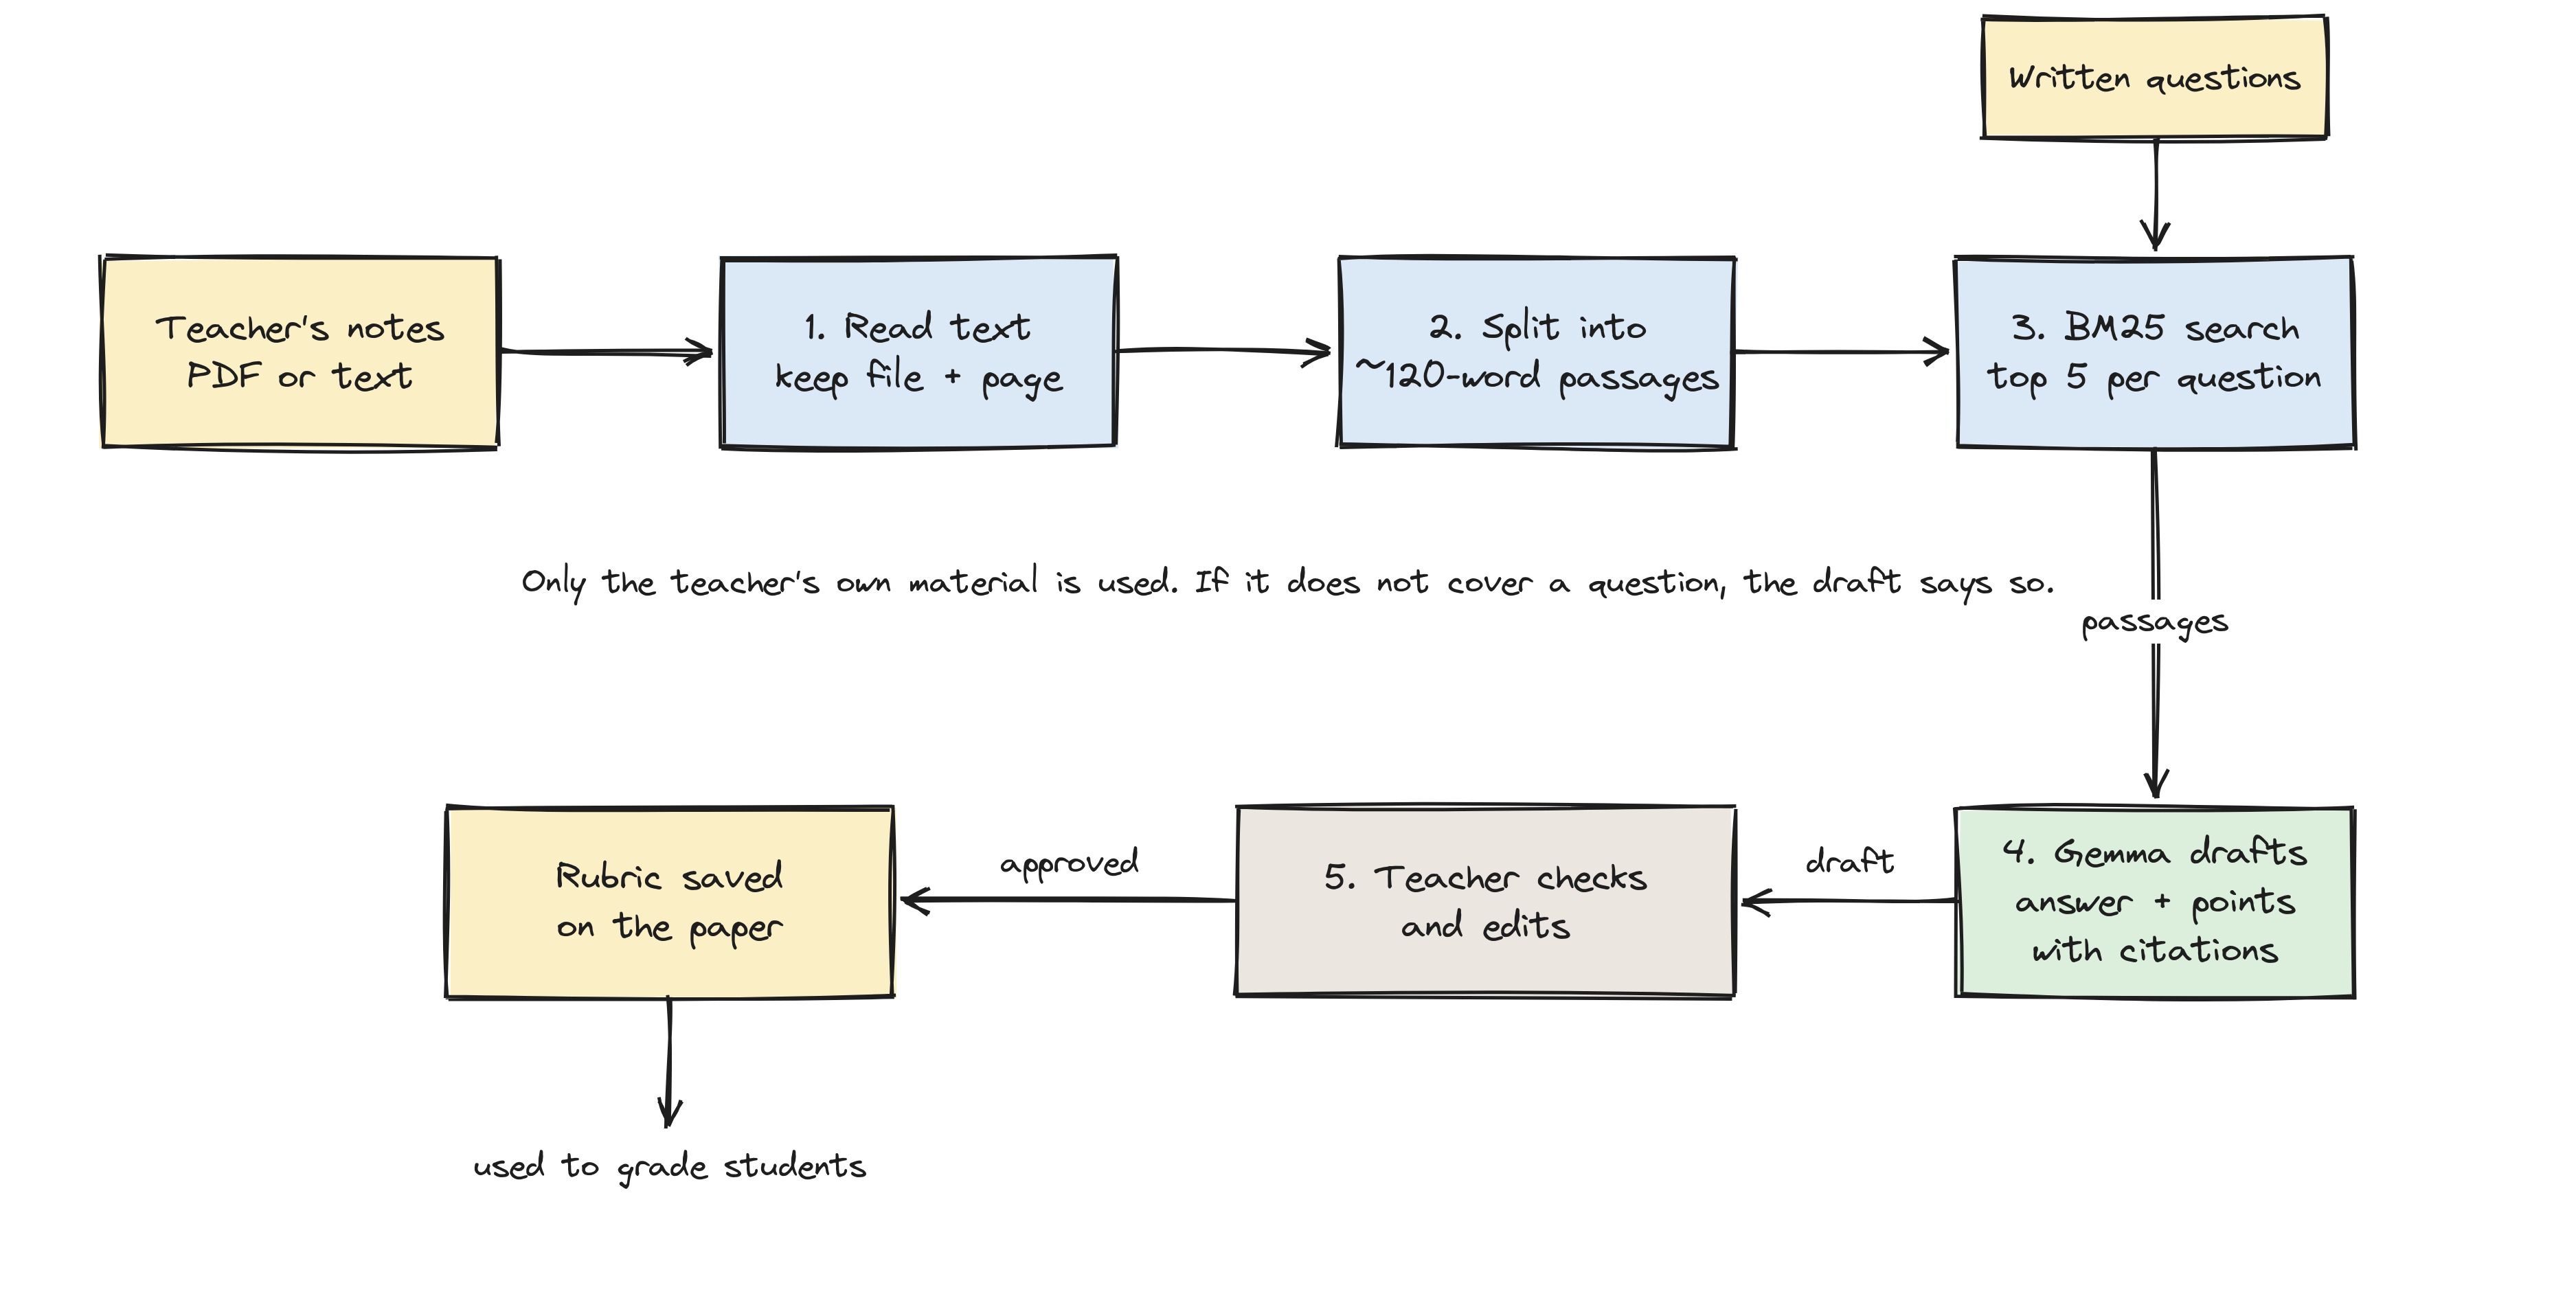 Written questions
Teacher's notes
PDF or text
1. Read text
keep file + page
2. Split into
~120-word passages
3. BM25 search
top 5 per question
Only the teacher's own material is used. If it does not cover a question, the draft says so.
passages
4. Gemma drafts
answer + points
with citations
draft
5. Teacher checks
and edits
approved
Rubric saved
on the paper
used to grade students